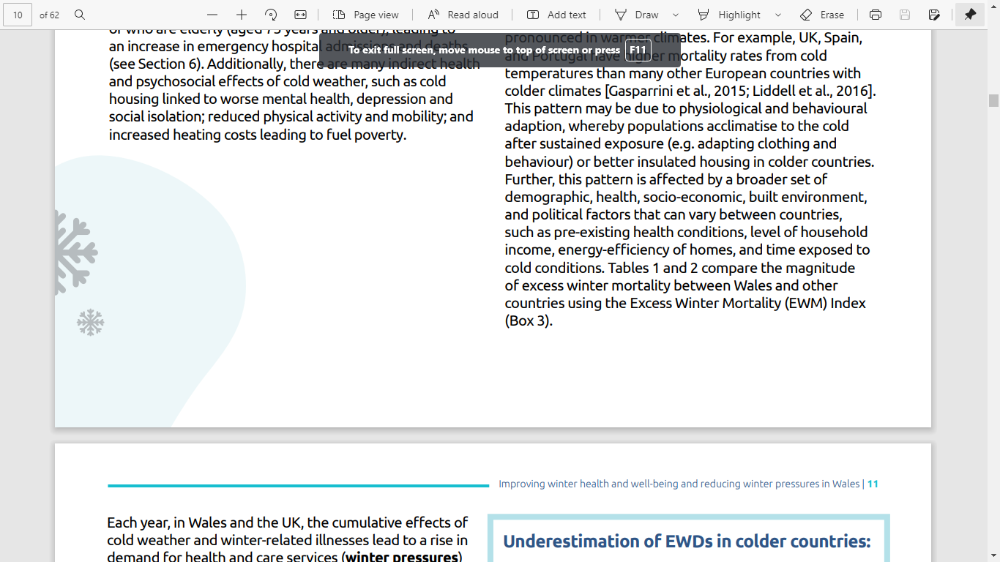 10 of 62 Page view Read aloud Add text Draw Highlight Erase
To exit full screen, move mouse to top of screen or press F11
or who are elderly (aged 75 years and older), leading to
an increase in emergency hospital admissions and deaths
(see Section 6). Additionally, there are many indirect health
and psychosocial effects of cold weather, such as cold
housing linked to worse mental health, depression and
social isolation; reduced physical activity and mobility; and
increased heating costs leading to fuel poverty.
pronounced in warmer climates. For example, UK, Spain,
and Portugal have higher mortality rates from cold
temperatures than many other European countries with
colder climates [Gasparrini et al., 2015; Liddell et al., 2016].
This pattern may be due to physiological and behavioural
adaption, whereby populations acclimatise to the cold
after sustained exposure (e.g. adapting clothing and
behaviour) or better insulated housing in colder countries.
Further, this pattern is affected by a broader set of
demographic, health, socio-economic, built environment,
and political factors that can vary between countries,
such as pre-existing health conditions, level of household
income, energy-efficiency of homes, and time exposed to
cold conditions. Tables 1 and 2 compare the magnitude
of excess winter mortality between Wales and other
countries using the Excess Winter Mortality (EWM) Index
(Box 3).
Improving winter health and well-being and reducing winter pressures in Wales | 11
Each year, in Wales and the UK, the cumulative effects of
cold weather and winter-related illnesses lead to a rise in
demand for health and care services (winter pressures)
Underestimation of EWDs in colder countries: